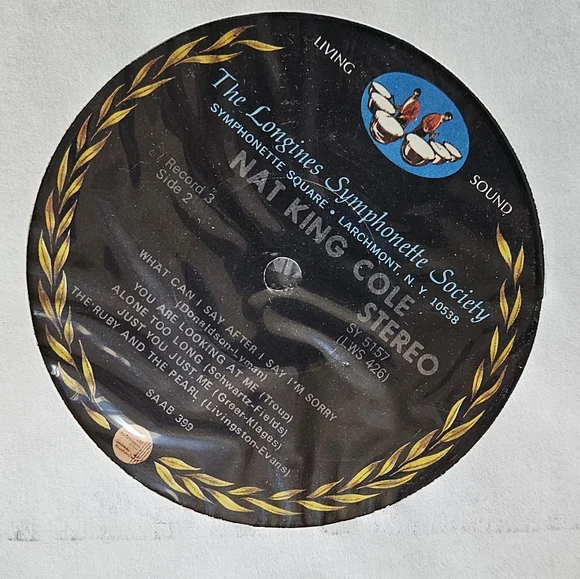 LIVING SOUND
The Longines Symphonette Society
SYMPHONETTE SQUARE • LARCHMONT, N. Y. 10538
NAT KING COLE
STEREO
Record 3
Side 2
SY 5157
(LWS 426)
WHAT CAN I SAY AFTER I SAY I'M SORRY
(Donaldson-Lyman)
YOU ARE LOOKING AT ME (Troup)
ALONE TOO LONG (Schwartz-Fields)
JUST YOU JUST ME (Greer-Klages)
THE RUBY AND THE PEARL (Livingston-Evans)
SAAB 399